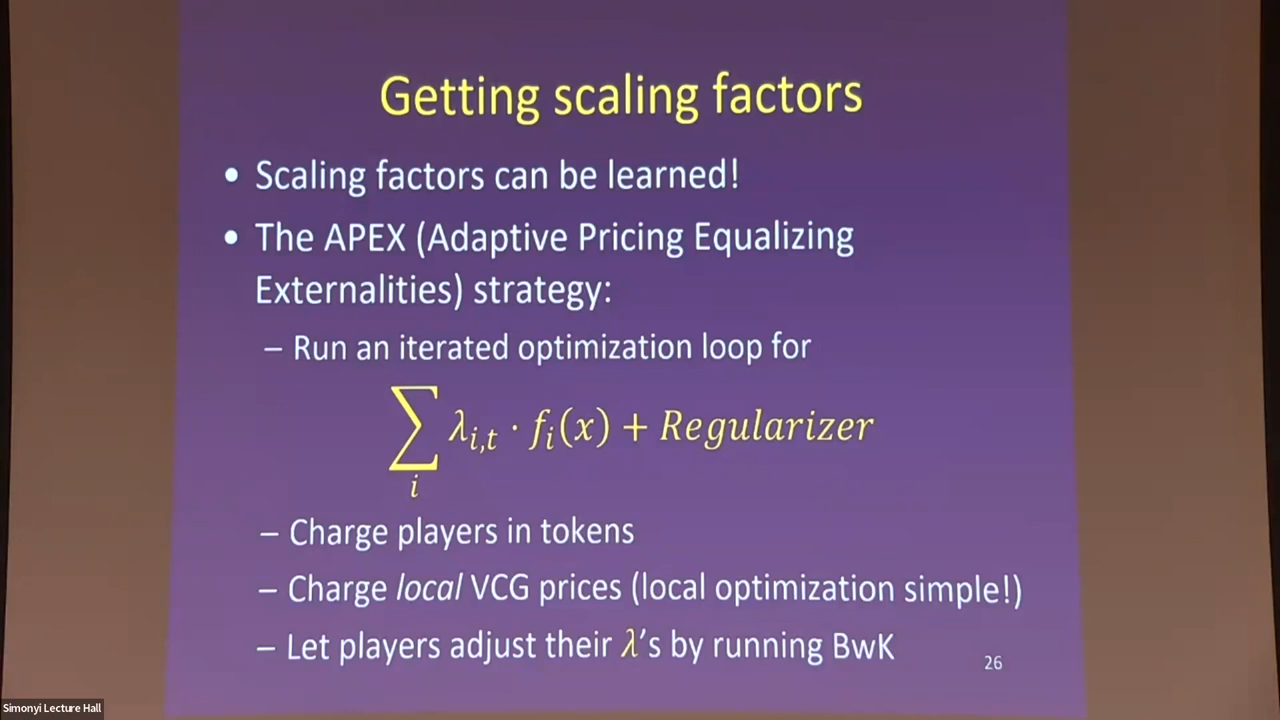 Getting scaling factors
• Scaling factors can be learned!
• The APEX (Adaptive Pricing Equalizing
Externalities) strategy:
– Run an iterated optimization loop for
∑ᵢ λᵢ,ₜ · fᵢ(x) + Regularizer
– Charge players in tokens
– Charge local VCG prices (local optimization simple!)
– Let players adjust their λ's by running BwK
26
Simonyi Lecture Hall